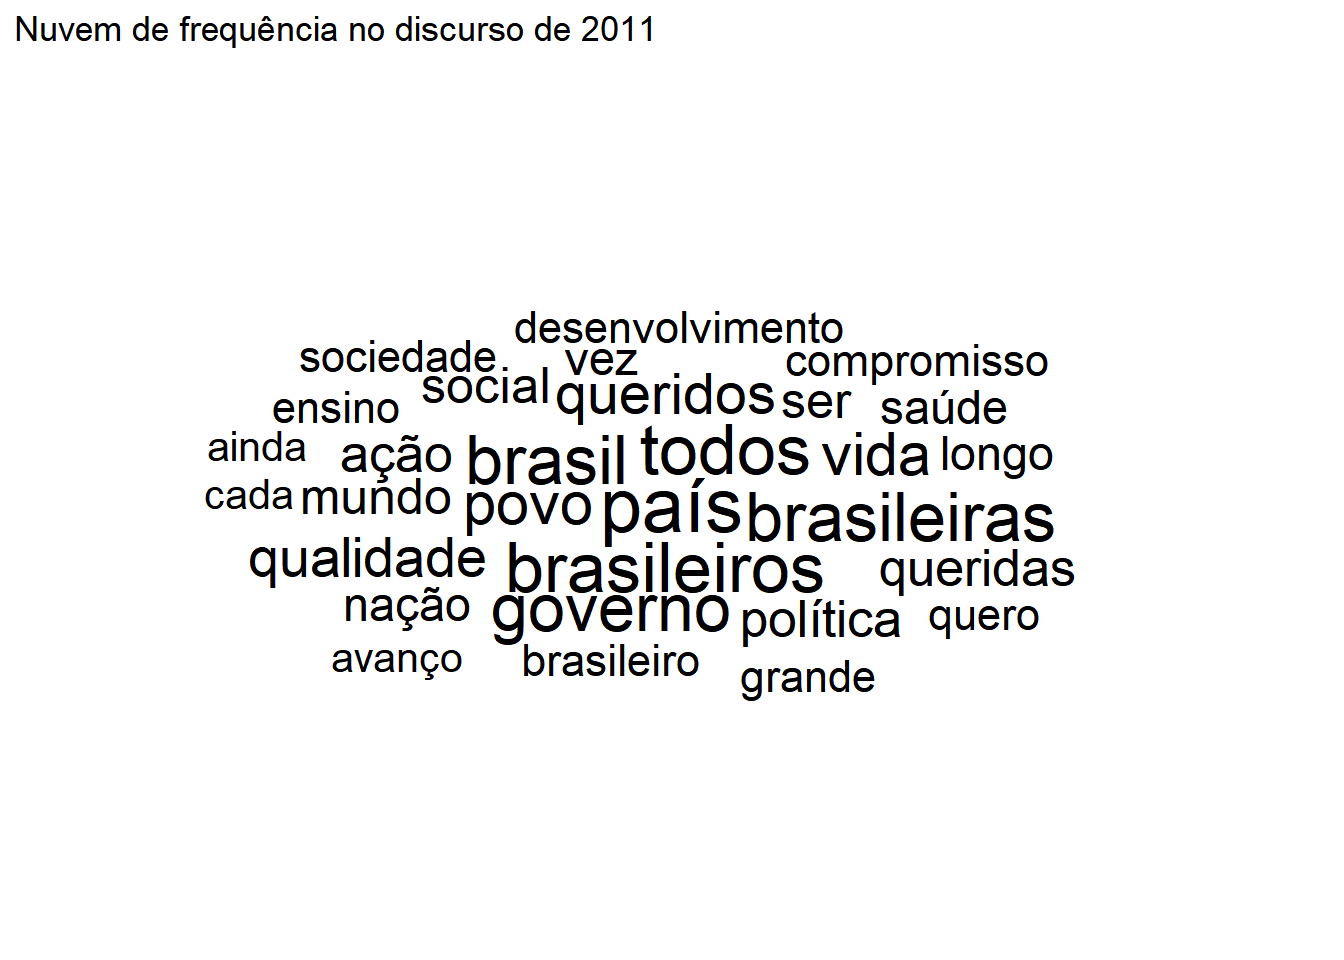 Nuvem de frequência no discurso de 2011
desenvolvimento
sociedade vez compromisso
social queridos ser saúde
ensino
ainda ação brasil todos vida longo
cada mundo povo país brasileiras
qualidade brasileiros queridas
nação governo política quero
avanço brasileiro grande